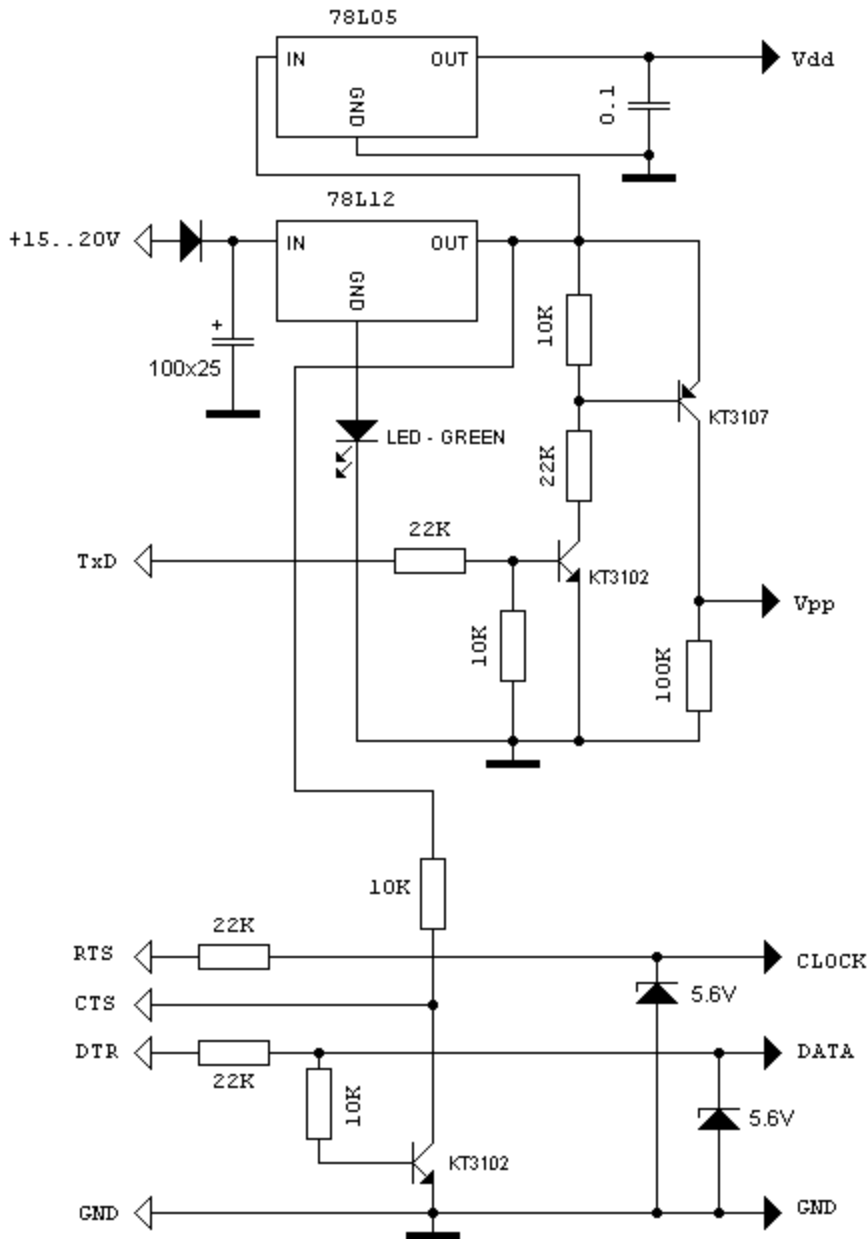 78L05
IN OUT
GND
Vdd
0.1
78L12
+15..20V
IN OUT
GND
+
100x25
10K
KT3107
LED - GREEN
22K
22K
TxD
KT3102
Vpp
10K
100K
10K
22K
RTS
CLOCK
CTS
5.6V
DTR
DATA
22K
10K
5.6V
KT3102
GND
GND